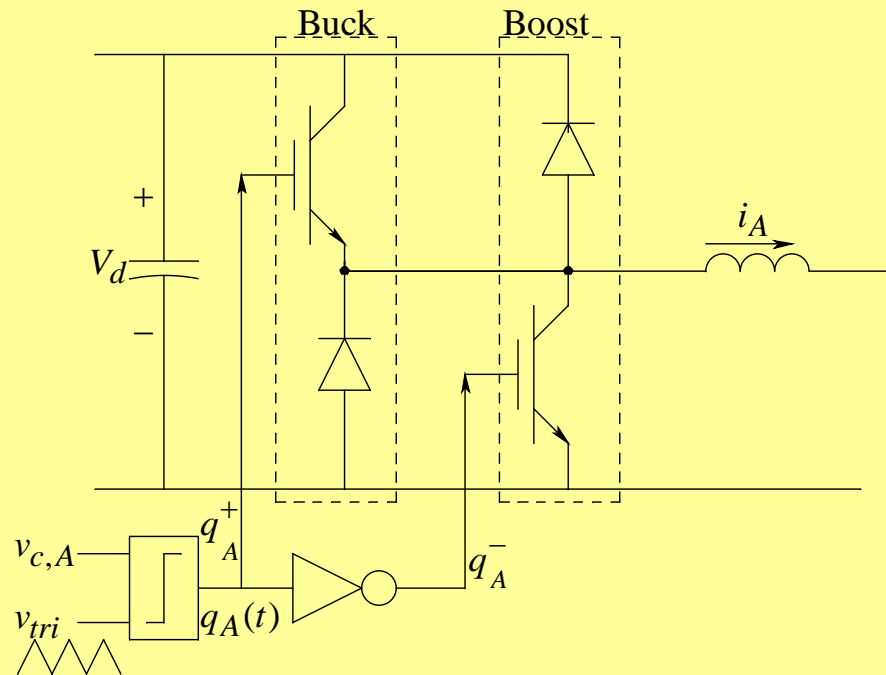 Buck Boost
+
V_d
−
i_A
q_A^+
v_{c,A}
q_A^-
v_{tri}
q_A(t)